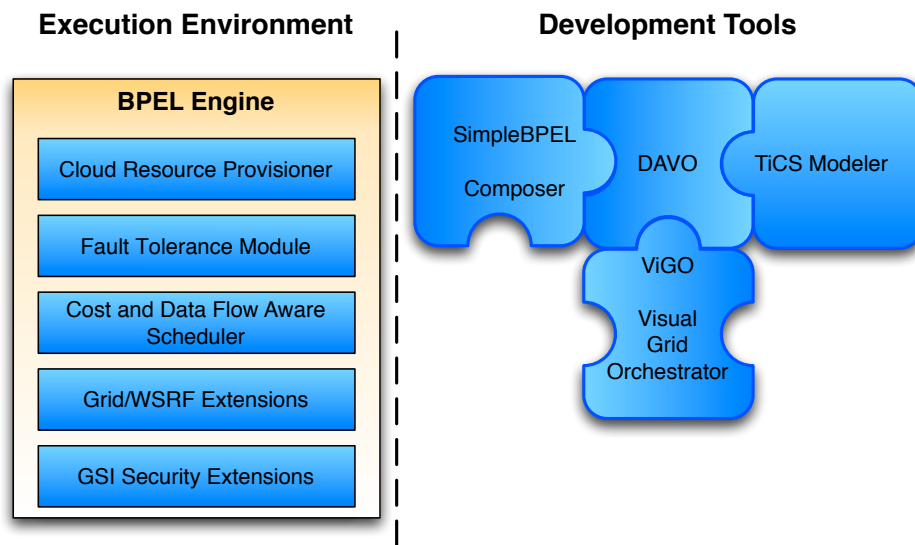 Execution Environment
BPEL Engine
Cloud Resource Provisioner
Fault Tolerance Module
Cost and Data Flow Aware
Scheduler
Grid/WSRF Extensions
GSI Security Extensions
Development Tools
SimpleBPEL
Composer
DAVO
TiCS Modeler
ViGO
Visual
Grid
Orchestrator